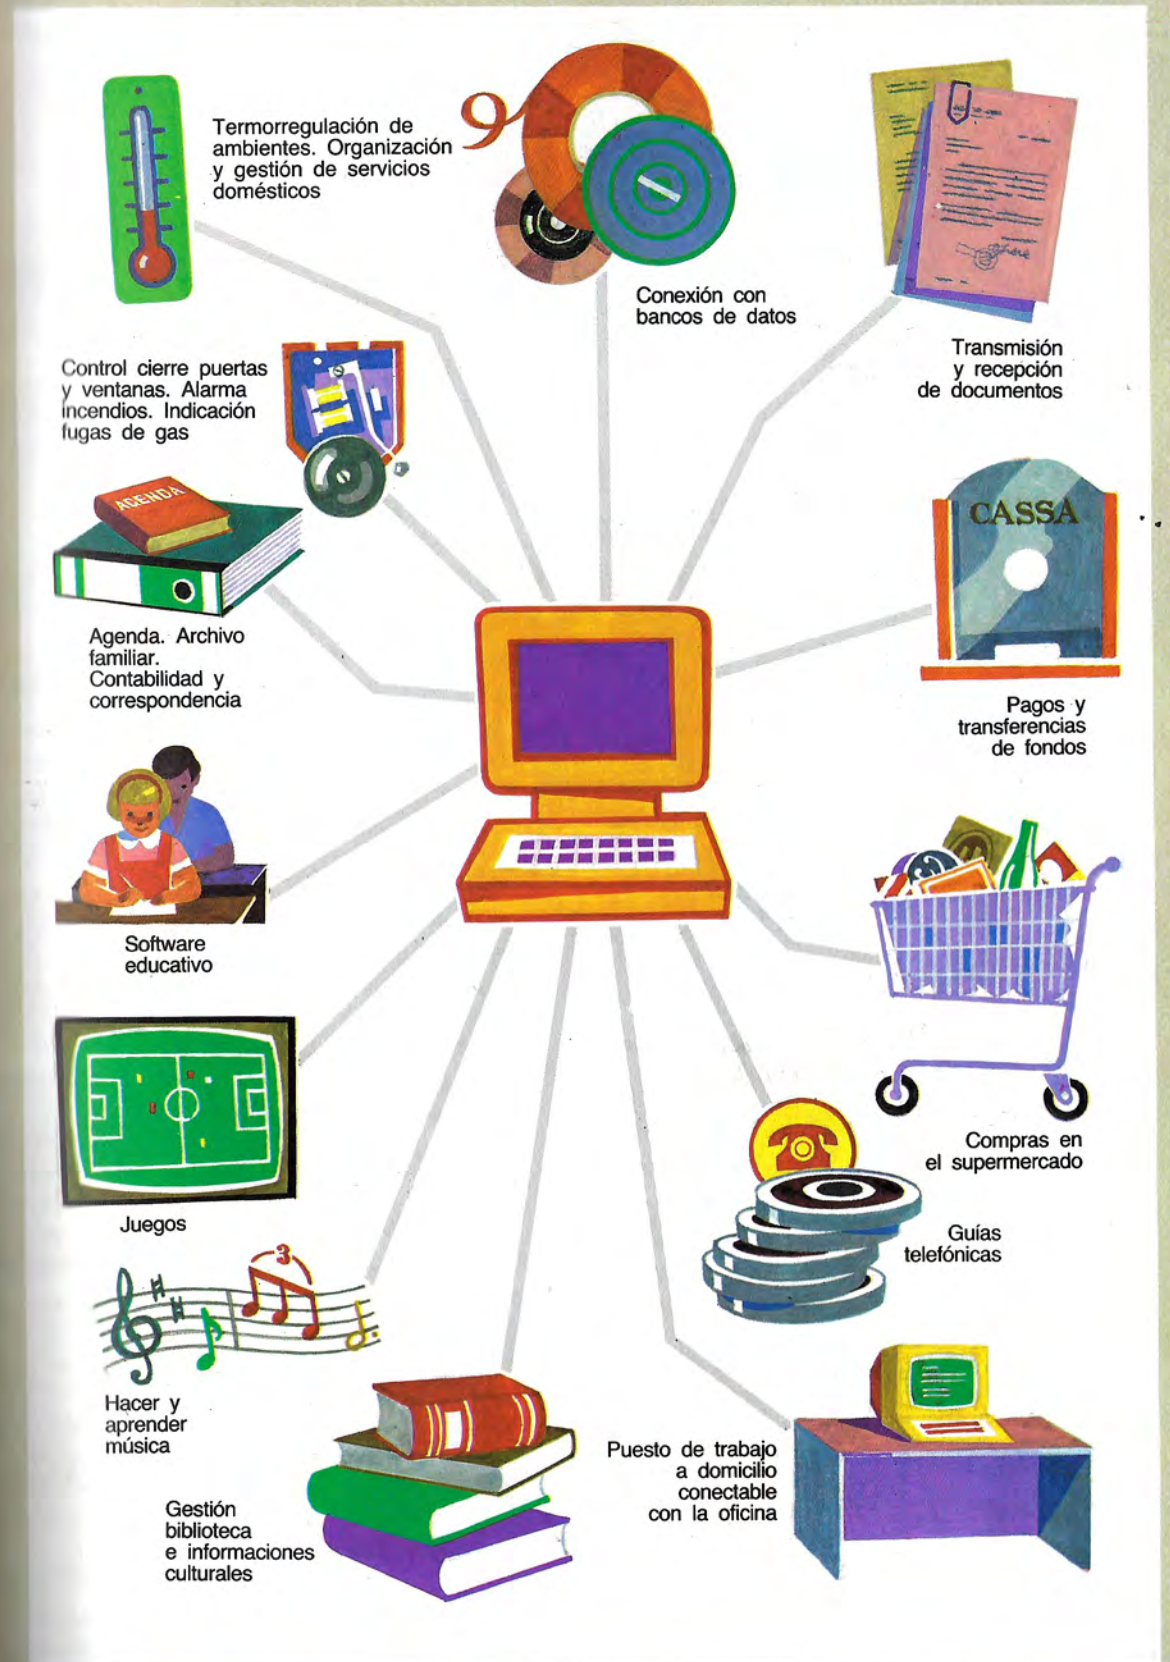 Termorregulación de
ambientes. Organización
y gestión de servicios
domésticos
Conexión con
bancos de datos
Transmisión
y recepción
de documentos
Control cierre puertas
y ventanas. Alarma
incendios. Indicación
fugas de gas
AGENDA
Agenda. Archivo
familiar.
Contabilidad y
correspondencia
CASSA
Pagos y
transferencias
de fondos
Software
educativo
Compras en
el supermercado
Juegos
Guías
telefónicas
3
Hacer y
aprender
música
Gestión
biblioteca
e informaciones
culturales
Puesto de trabajo
a domicilio
conectable
con la oficina